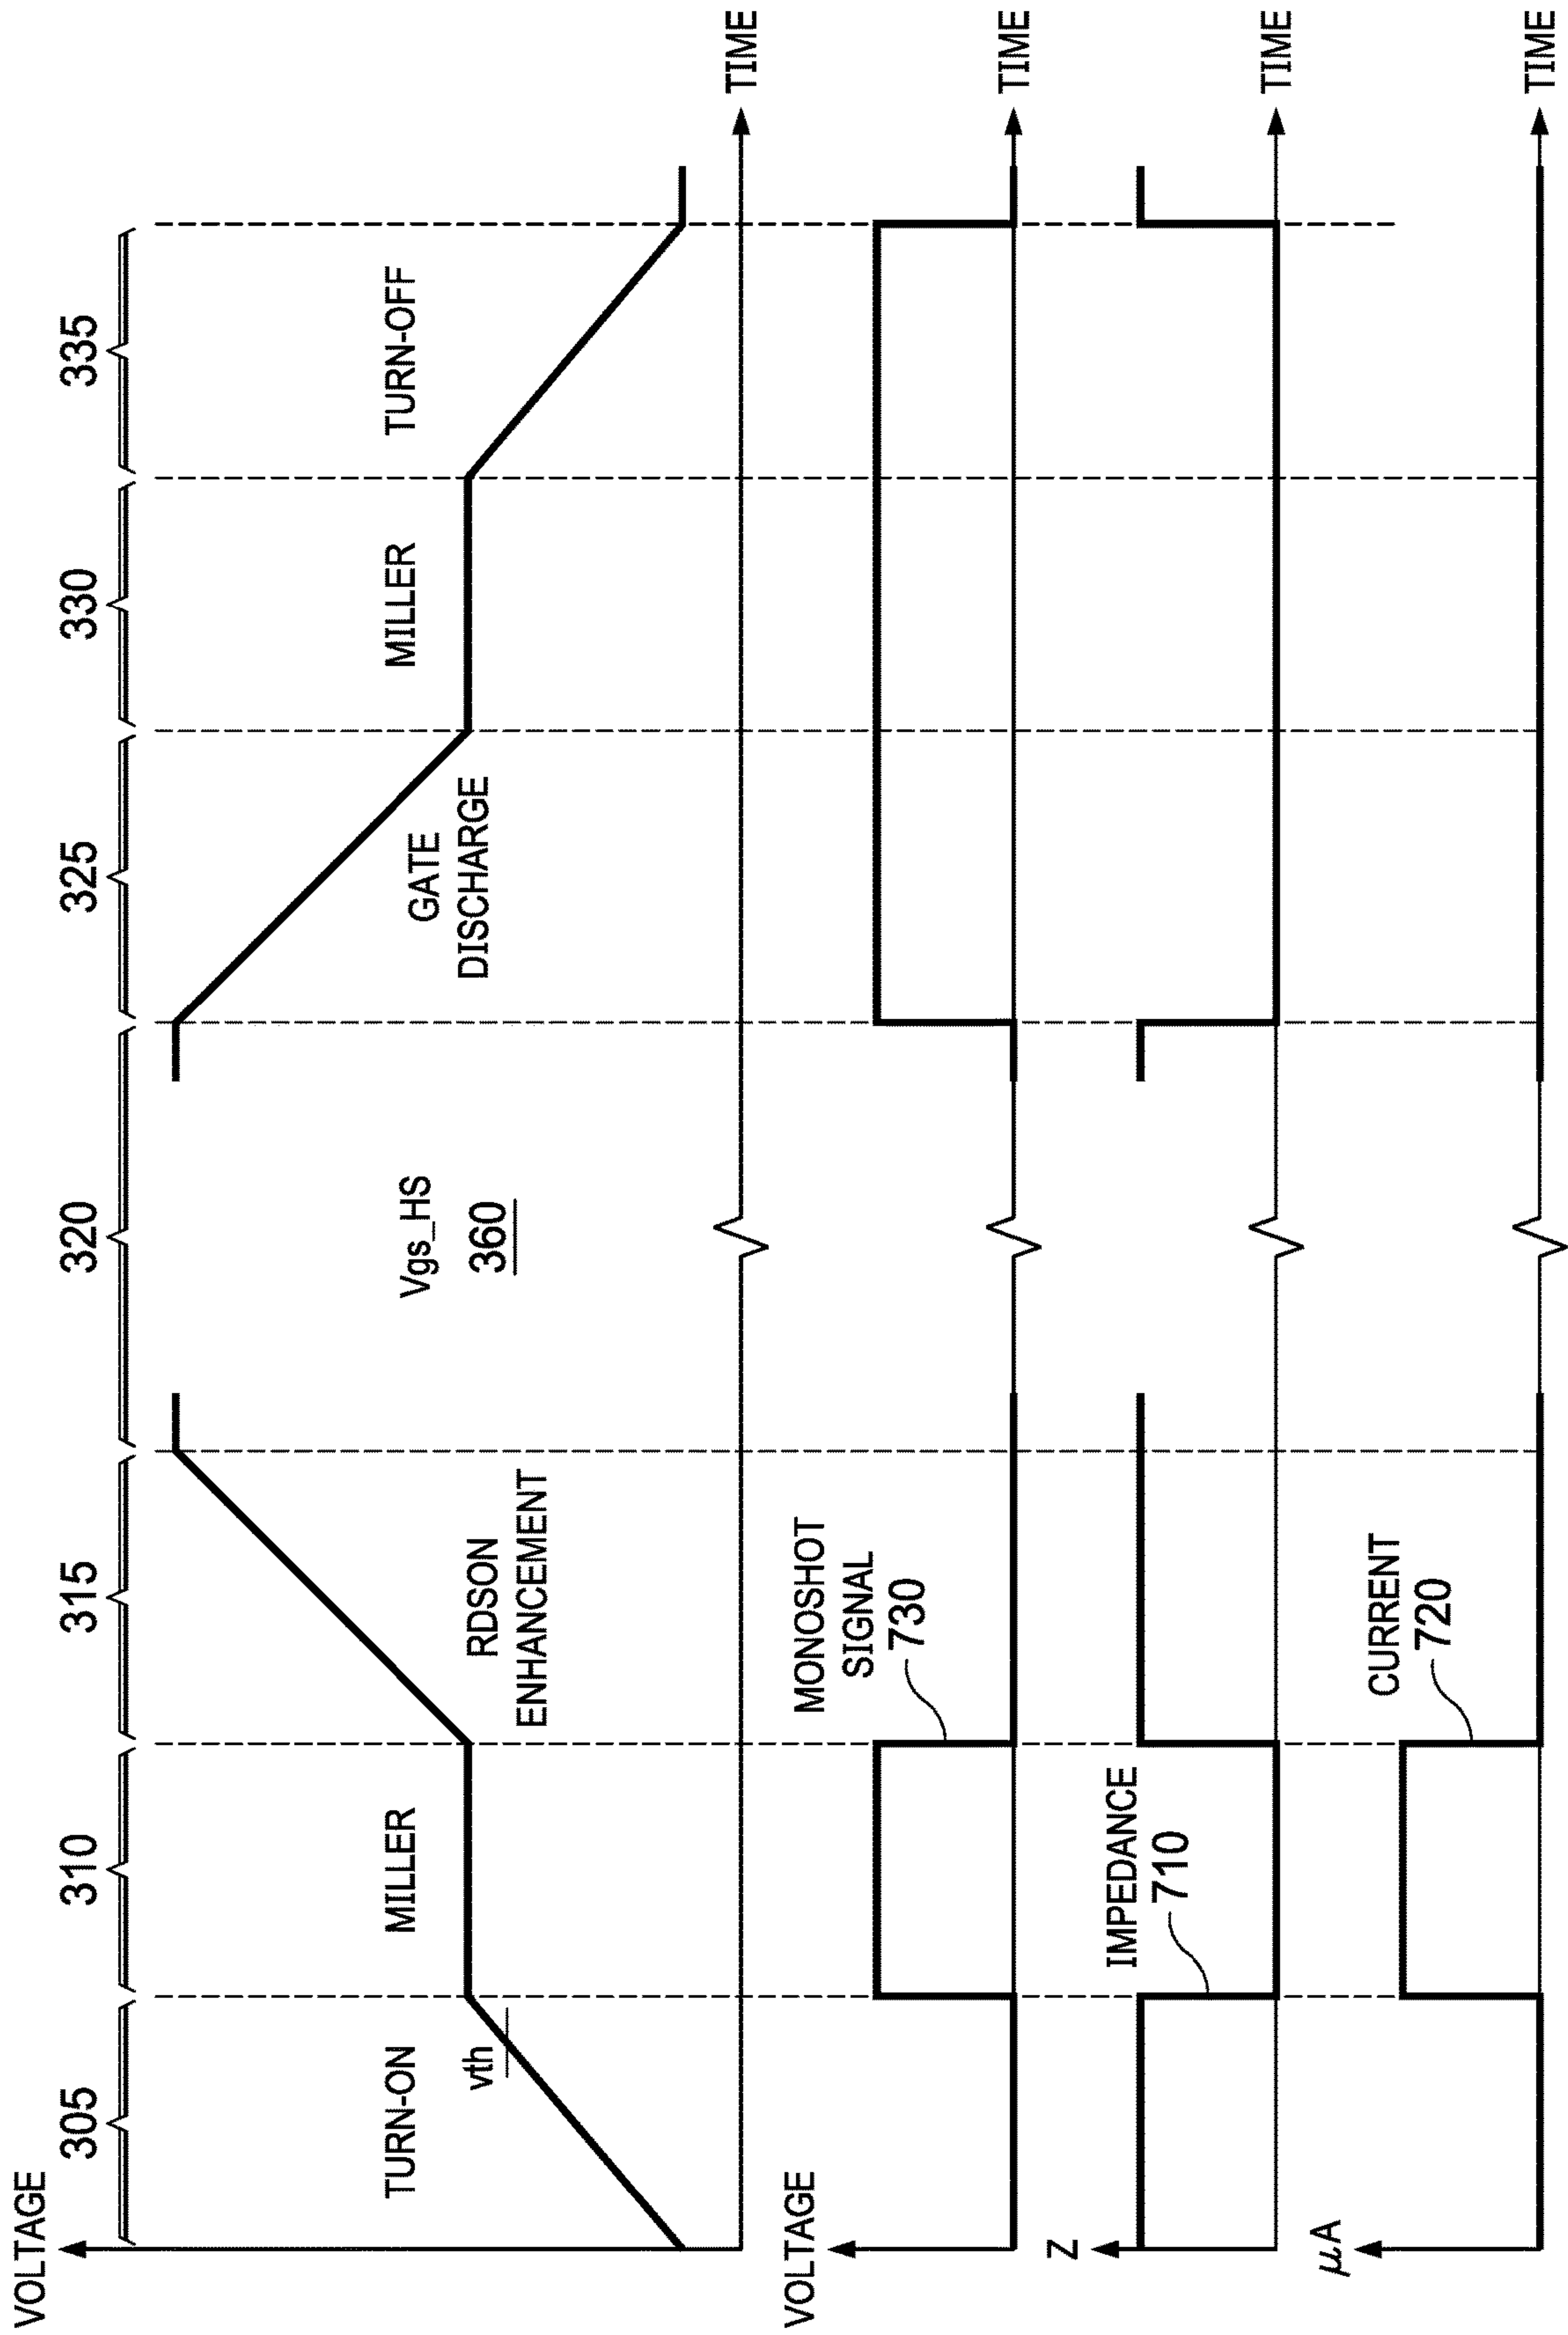 VOLTAGE
305
310
315
320
325
330
335
TURN-ON
MILLER
RDSON
ENHANCEMENT
Vgs_HS
360
GATE
DISCHARGE
MILLER
TURN-OFF
vth
TIME
VOLTAGE
MONOSHOT
SIGNAL
730
TIME
Z
IMPEDANCE
710
TIME
μA
CURRENT
720
TIME